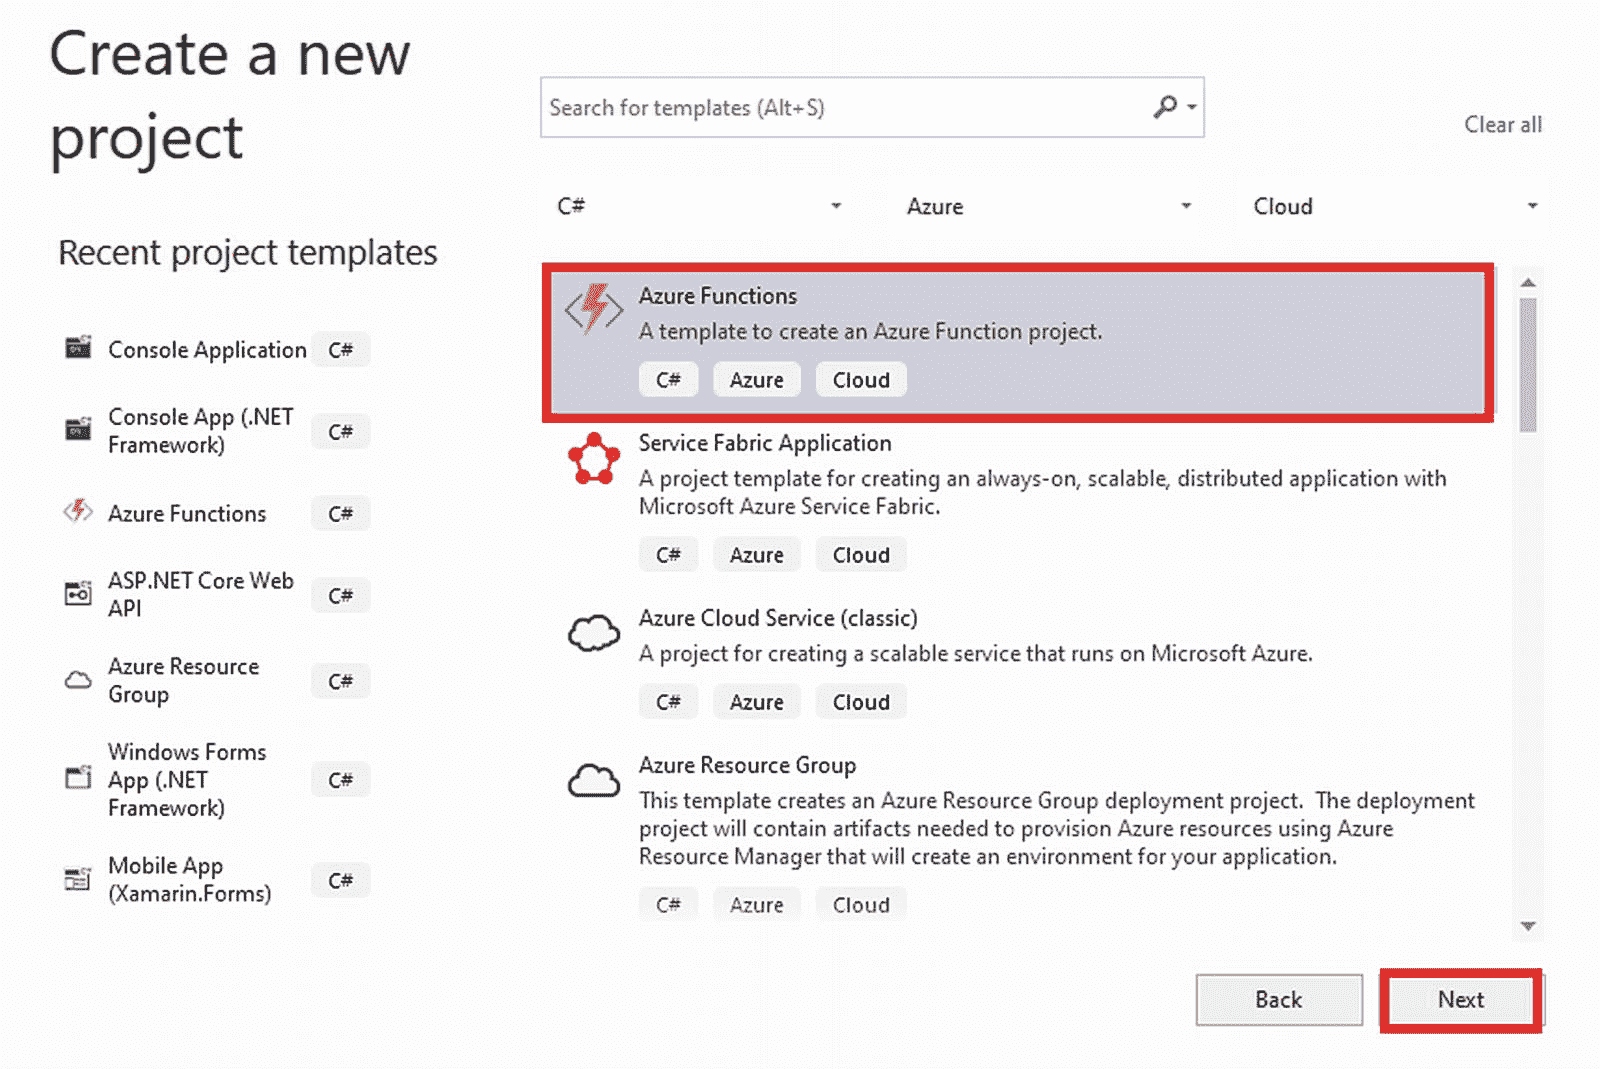 Create a new
project
Search for templates (Alt+S)
Clear all
C#
Azure
Cloud
Recent project templates
Console Application
C#
Console App (.NET
Framework)
C#
Azure Functions
C#
ASP.NET Core Web
API
C#
Azure Resource
Group
C#
Windows Forms
App (.NET
Framework)
C#
Mobile App
(Xamarin.Forms)
C#
Azure Functions
A template to create an Azure Function project.
C# Azure Cloud
Service Fabric Application
A project template for creating an always-on, scalable, distributed application with
Microsoft Azure Service Fabric.
C# Azure Cloud
Azure Cloud Service (classic)
A project for creating a scalable service that runs on Microsoft Azure.
C# Azure Cloud
Azure Resource Group
This template creates an Azure Resource Group deployment project.  The deployment
project will contain artifacts needed to provision Azure resources using Azure
Resource Manager that will create an environment for your application.
C# Azure Cloud
Back
Next